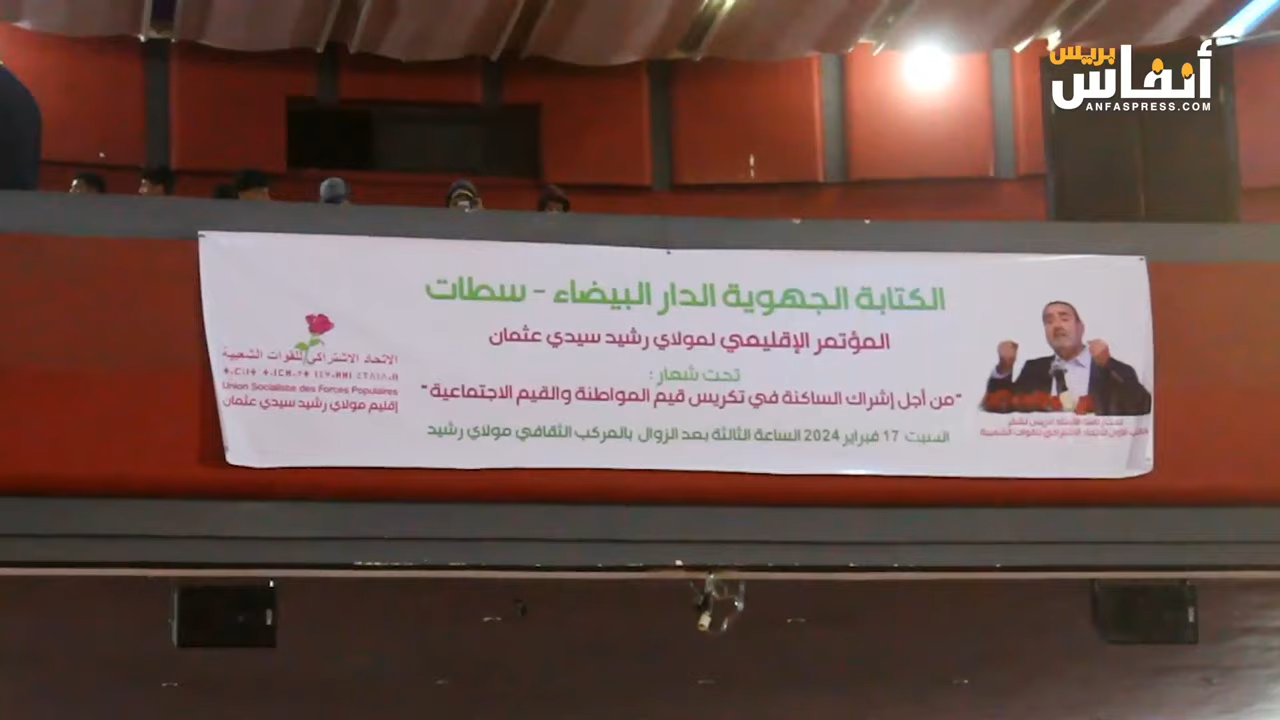 أنفاس بريس
ANFASPRESS.COM
الكتابة الجهوية الدار البيضاء - سطات
المؤتمر الإقليمي لمولاي رشيد سيدي عثمان
تحت شعار :
"من أجل إشراك الساكنة في تكريس قيم المواطنة والقيم الاجتماعية"
السبت 17 فبراير 2024 الساعة الثالثة بعد الزوال بالمركب الثقافي مولاي رشيد
الاتحاد الاشتراكي للقوات الشعبية
Union Socialiste des Forces Populaires
إقليم مولاي رشيد سيدي عثمان